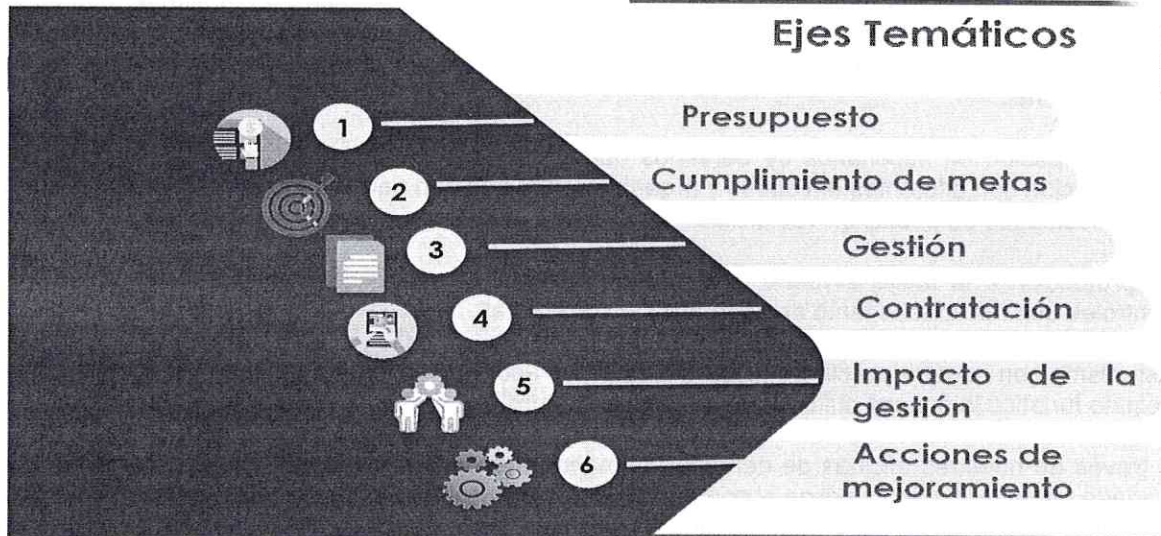 Ejes Temáticos
1 Presupuesto
2 Cumplimiento de metas
3 Gestión
4 Contratación
5 Impacto de la
gestión
6 Acciones de
mejoramiento